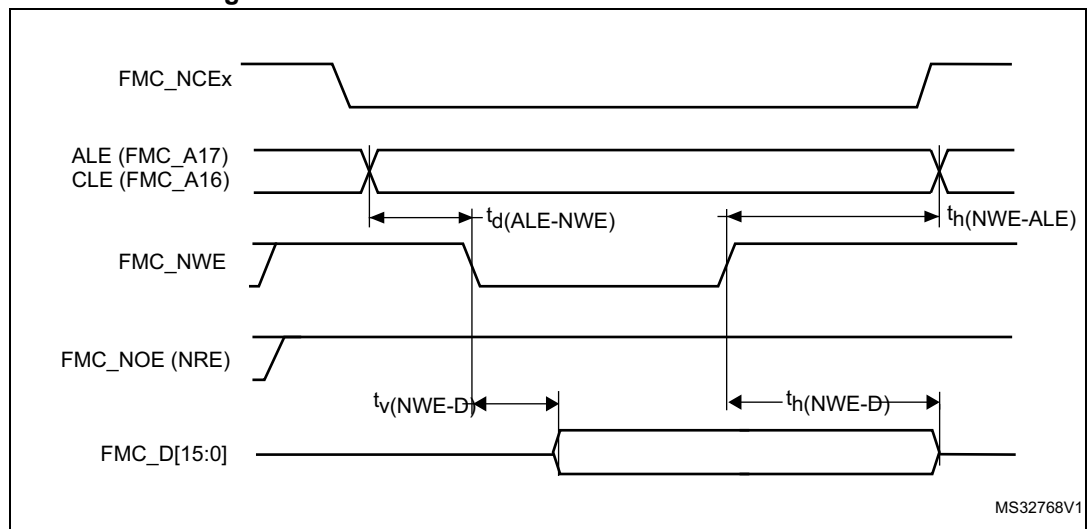 FMC_NCEx
ALE (FMC_A17)
CLE (FMC_A16)
td(ALE-NWE)
th(NWE-ALE)
FMC_NWE
FMC_NOE (NRE)
tv(NWE-D)
th(NWE-D)
FMC_D[15:0]
MS32768V1